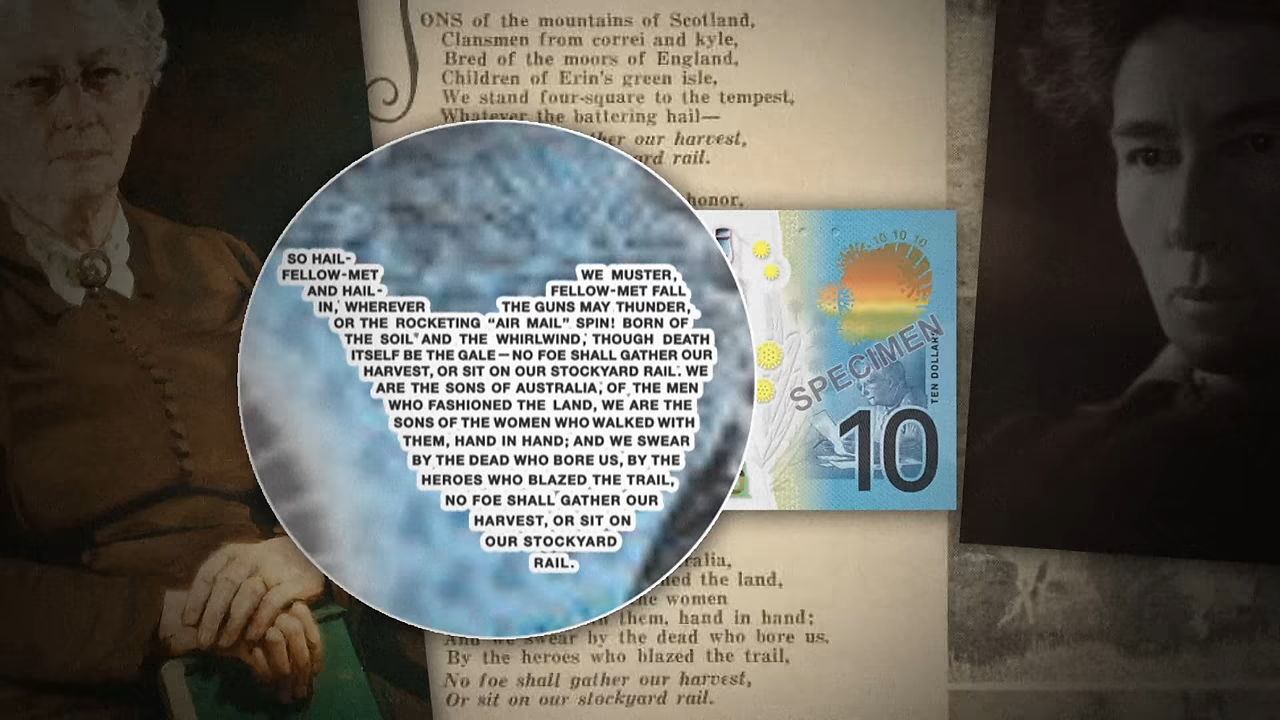 ONS of the mountains of Scotland,
Clansmen from correi and kyle,
Bred of the moors of England,
Children of Erin's green isle,
We stand four-square to the tempest,
Whatever the battering hail—
our harvest,
rail.
honor,
SO HAIL-
FELLOW-MET
AND HAIL-
IN, WHEREVER
WE MUSTER,
FELLOW-MET FALL
THE GUNS MAY THUNDER,
OR THE ROCKETING “AIR MAIL” SPIN! BORN OF
THE SOIL AND THE WHIRLWIND, THOUGH DEATH
ITSELF BE THE GALE—NO FOE SHALL GATHER OUR
HARVEST, OR SIT ON OUR STOCKYARD RAIL. WE
ARE THE SONS OF AUSTRALIA, OF THE MEN
WHO FASHIONED THE LAND, WE ARE THE
SONS OF THE WOMEN WHO WALKED WITH
THEM, HAND IN HAND; AND WE SWEAR
BY THE DEAD WHO BORE US, BY THE
HEROES WHO BLAZED THE TRAIL,
NO FOE SHALL GATHER OUR
HARVEST, OR SIT ON
OUR STOCKYARD
RAIL.
10 10 10
SPECIMEN
TEN DOLLARS
10
the land,
women
them, hand in hand;
And we swear by the dead who bore us,
By the heroes who blazed the trail,
No foe shall gather our harvest,
Or sit on our stockyard rail.